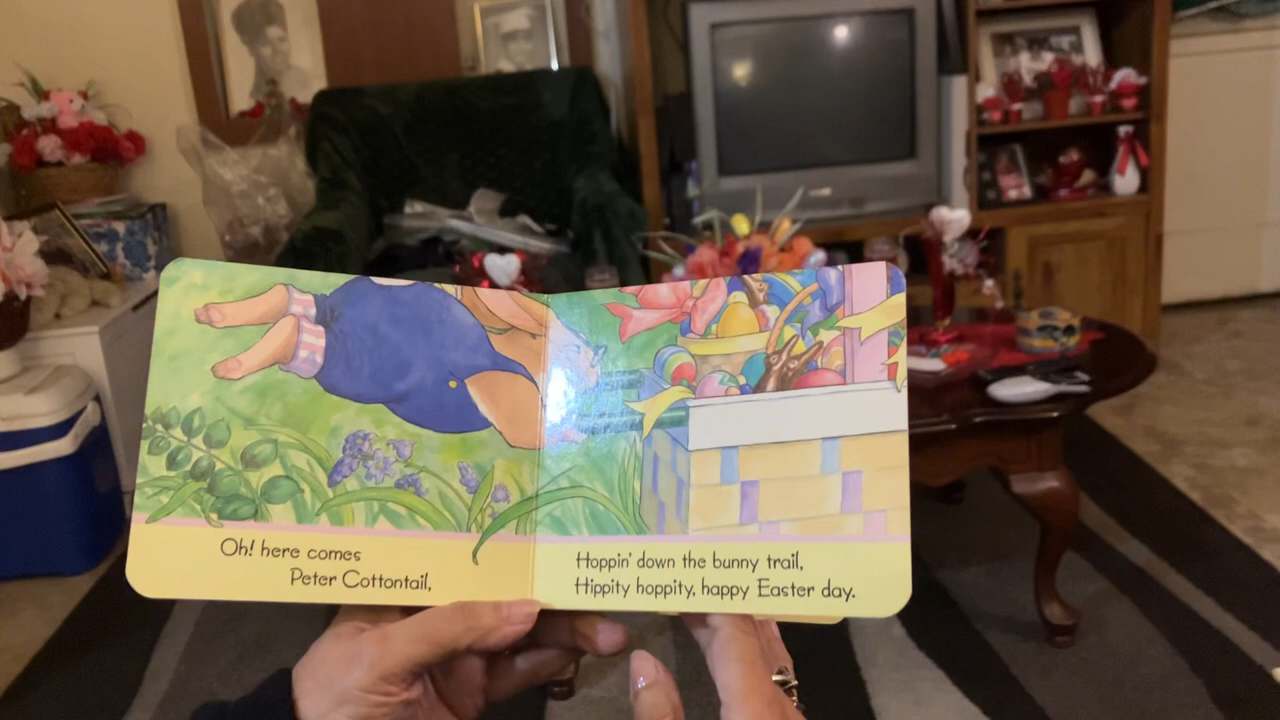 Oh! here comes
Peter Cottontail,
Hoppin' down the bunny trail,
Hippity hoppity, happy Easter day.